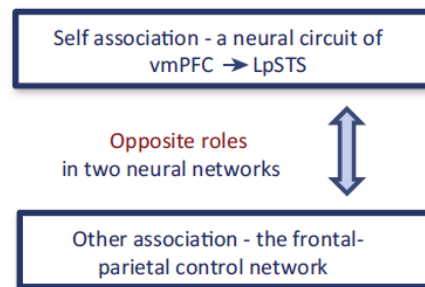 Self association - a neural circuit of
vmPFC → LpSTS
Opposite roles
in two neural networks
Other association - the frontal-
parietal control network